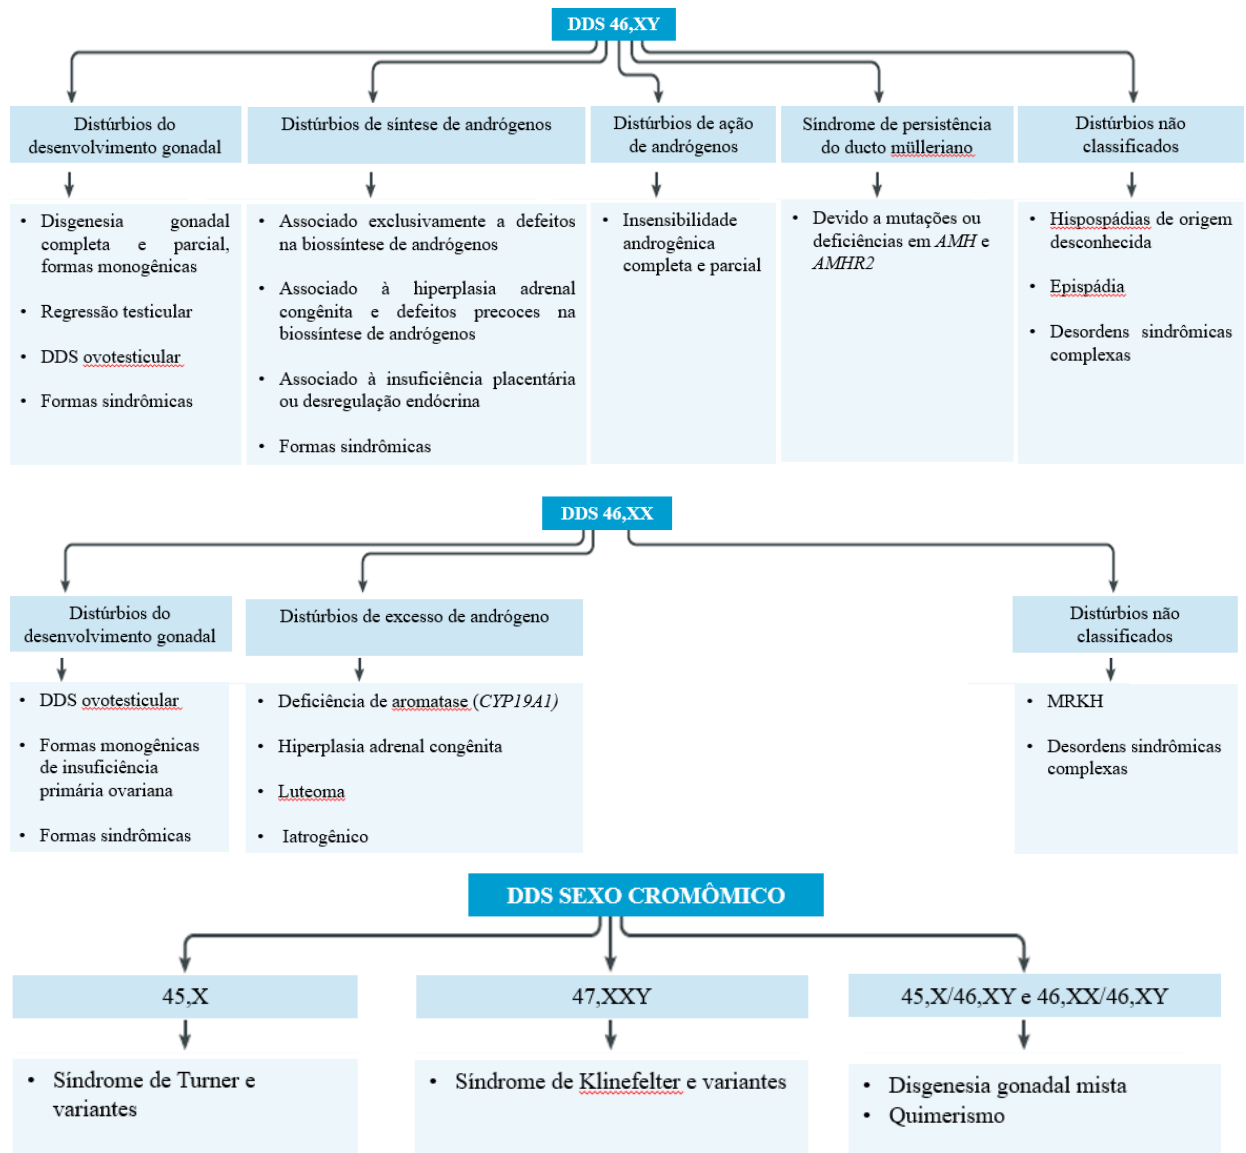 DDS 46,XY
Distúrbios do
desenvolvimento gonadal
Distúrbios de síntese de andrógenos
Distúrbios de ação
de andrógenos
Síndrome de persistência
do ducto mülleriano
Distúrbios não
classificados
• Disgenesia gonadal
completa e parcial,
formas monogênicas
• Regressão testicular
• DDS ovotesticular
• Formas sindrômicas
• Associado exclusivamente a defeitos
na biossíntese de andrógenos
• Associado à hiperplasia adrenal
congênita e defeitos precoces na
biossíntese de andrógenos
• Associado à insuficiência placentária
ou desregulação endócrina
• Formas sindrômicas
• Insensibilidade
androgênica
completa e parcial
• Devido a mutações ou
deficiências em AMH e
AMHR2
• Hispospádias de origem
desconhecida
• Epispádia
• Desordens sindrômicas
complexas
DDS 46,XX
Distúrbios do
desenvolvimento gonadal
Distúrbios de excesso de andrógeno
Distúrbios não
classificados
• DDS ovotesticular
• Formas monogênicas
de insuficiência
primária ovariana
• Formas sindrômicas
• Deficiência de aromatase (CYP19A1)
• Hiperplasia adrenal congênita
• Luteoma
• Iatrogênico
• MRKH
• Desordens sindrômicas
complexas
DDS SEXO CROMÔMICO
45,X
47,XXY
45,X/46,XY e 46,XX/46,XY
• Síndrome de Turner e
variantes
• Síndrome de Klinefelter e variantes
• Disgenesia gonadal mista
• Quimerismo